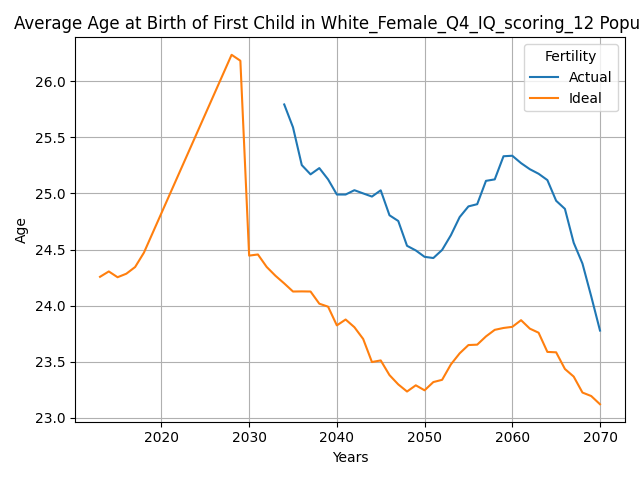 Average Age at Birth of First Child in White_Female_Q4_IQ_scoring_12 Popu
Fertility
Actual
Ideal
26.0
25.5
25.0
24.5
24.0
23.5
23.0
Age
2020 2030 2040 2050 2060 2070
Years